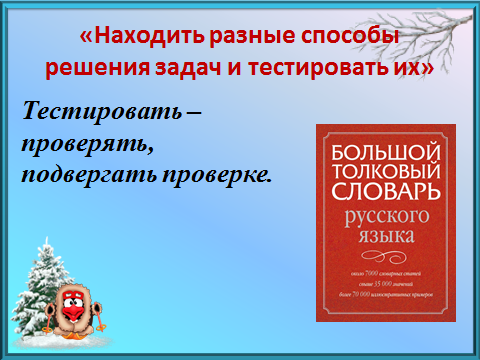 «Находить разные способы
решения задач и тестировать их»
Тестировать –
проверять,
подвергать проверке.
БОЛЬШОЙ
ТОЛКОВЫЙ
СЛОВАРЬ
русского
языка
около 7000 словарных статей
свыше 35 000 значений
более 70 000 иллюстративных примеров